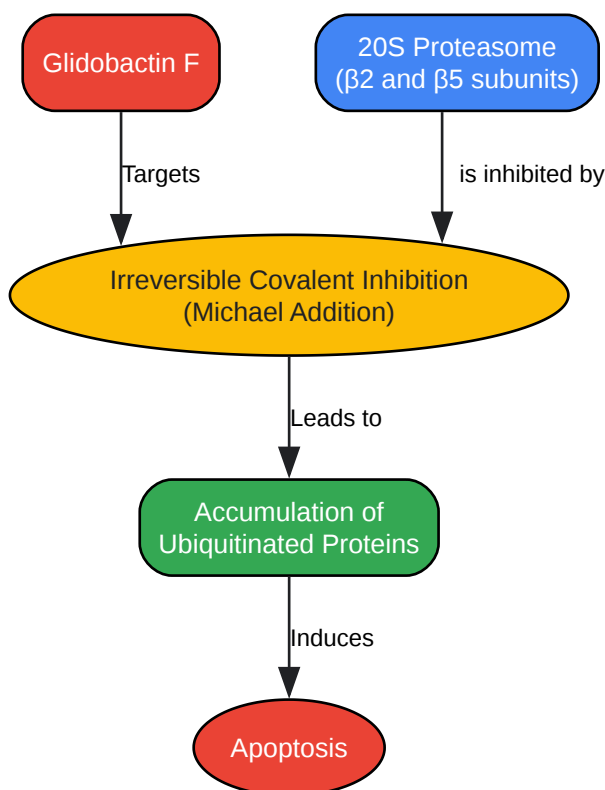 Glidobactin F
20S Proteasome
(β2 and β5 subunits)
Targets
is inhibited by
Irreversible Covalent Inhibition
(Michael Addition)
Leads to
Accumulation of
Ubiquitinated Proteins
Induces
Apoptosis